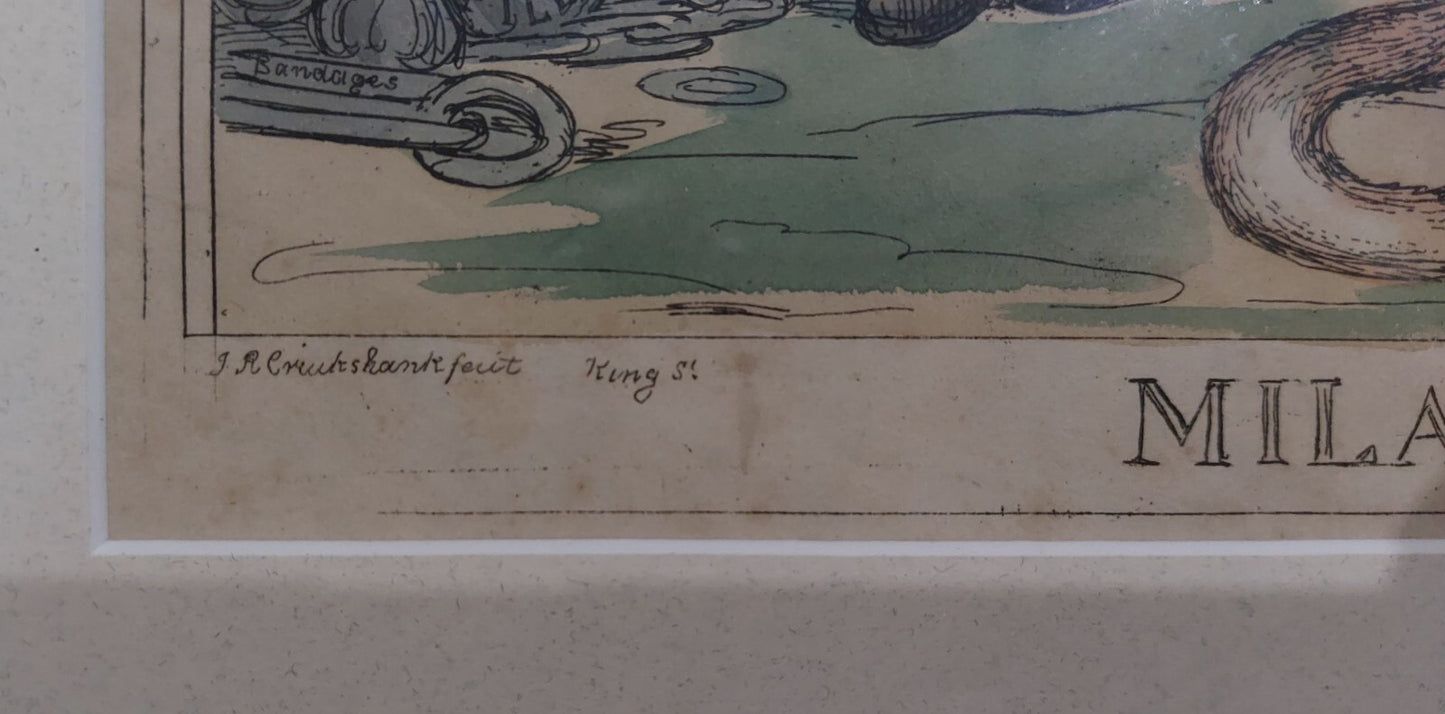 Bandages
I R Cruikshank fecit King St
MILA